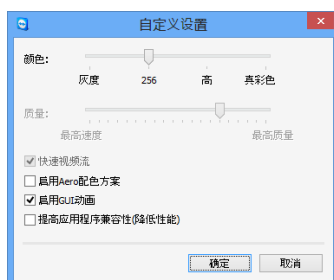 自定义设置
颜色:
灰度 256 高 真彩色
质量:
最高速度 最高质量
快速视频流
启用Aero配色方案
启用GUI动画
提高应用程序兼容性(降低性能)
确定 取消